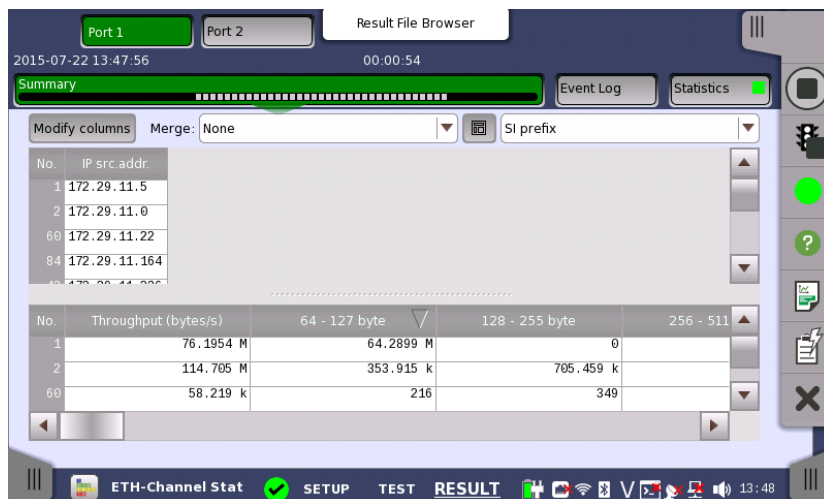 Result File Browser
Port 1 Port 2
2015-07-22 13:47:56 00:00:54
Summary Event Log Statistics
Modify columns Merge: None SI prefix
No. IP src.addr.
1 172.29.11.5
2 172.29.11.0
60 172.29.11.22
84 172.29.11.164
No. Throughput (bytes/s) 64 - 127 byte 128 - 255 byte 256 - 511
1 76.1954 M 64.2899 M 0
2 114.705 M 353.915 k 705.459 k
60 58.219 k 216 349
ETH-Channel Stat SETUP TEST RESULT V 13:48